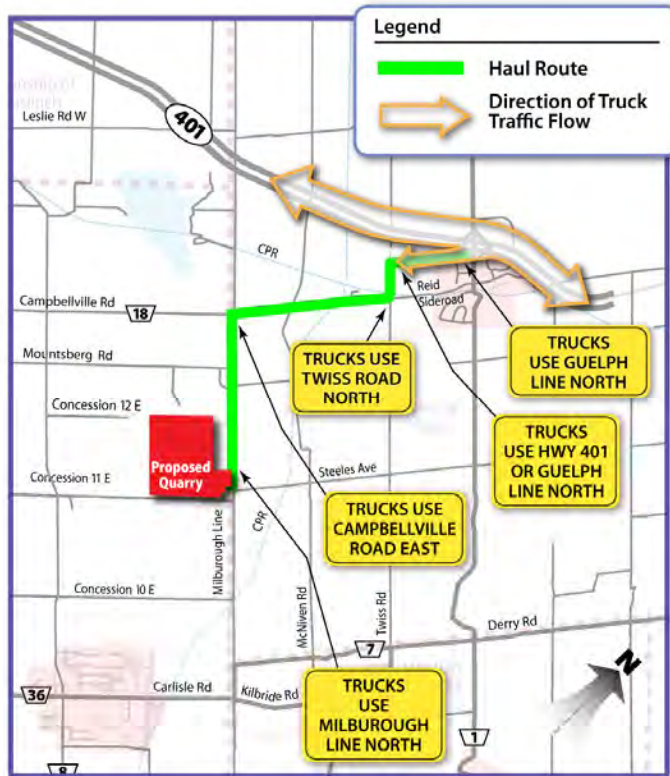 Legend
Haul Route
Direction of Truck
Traffic Flow
Leslie Rd W
401
CPR
Reid
Sideroad
Campbellville Rd
18
Mountsberg Rd
TRUCKS USE
TWISS ROAD
NORTH
TRUCKS
USE GUELPH
LINE NORTH
Concession 12 E
TRUCKS
USE HWY 401
OR GUELPH
LINE NORTH
Proposed
Quarry
Steeles Ave
Concession 11 E
TRUCKS USE
CAMPBELLVILLE
ROAD EAST
Milburough Line
CPR
Concession 10 E
McNiven Rd
Twiss Rd
Derry Rd
7
36
Carlisle Rd
Kilbride Rd
TRUCKS
USE
MILBUROUGH
LINE NORTH
N
1
8